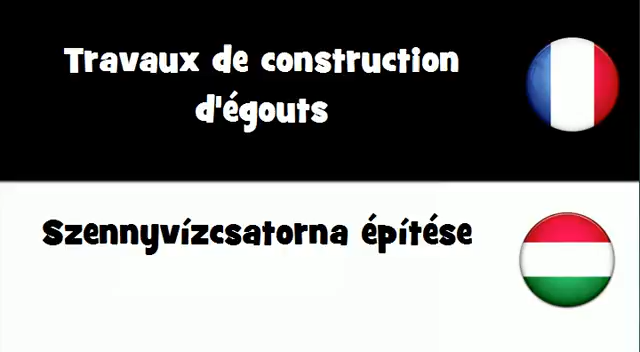 Travaux de construction
d'égouts
Szennyvízcsatorna építése